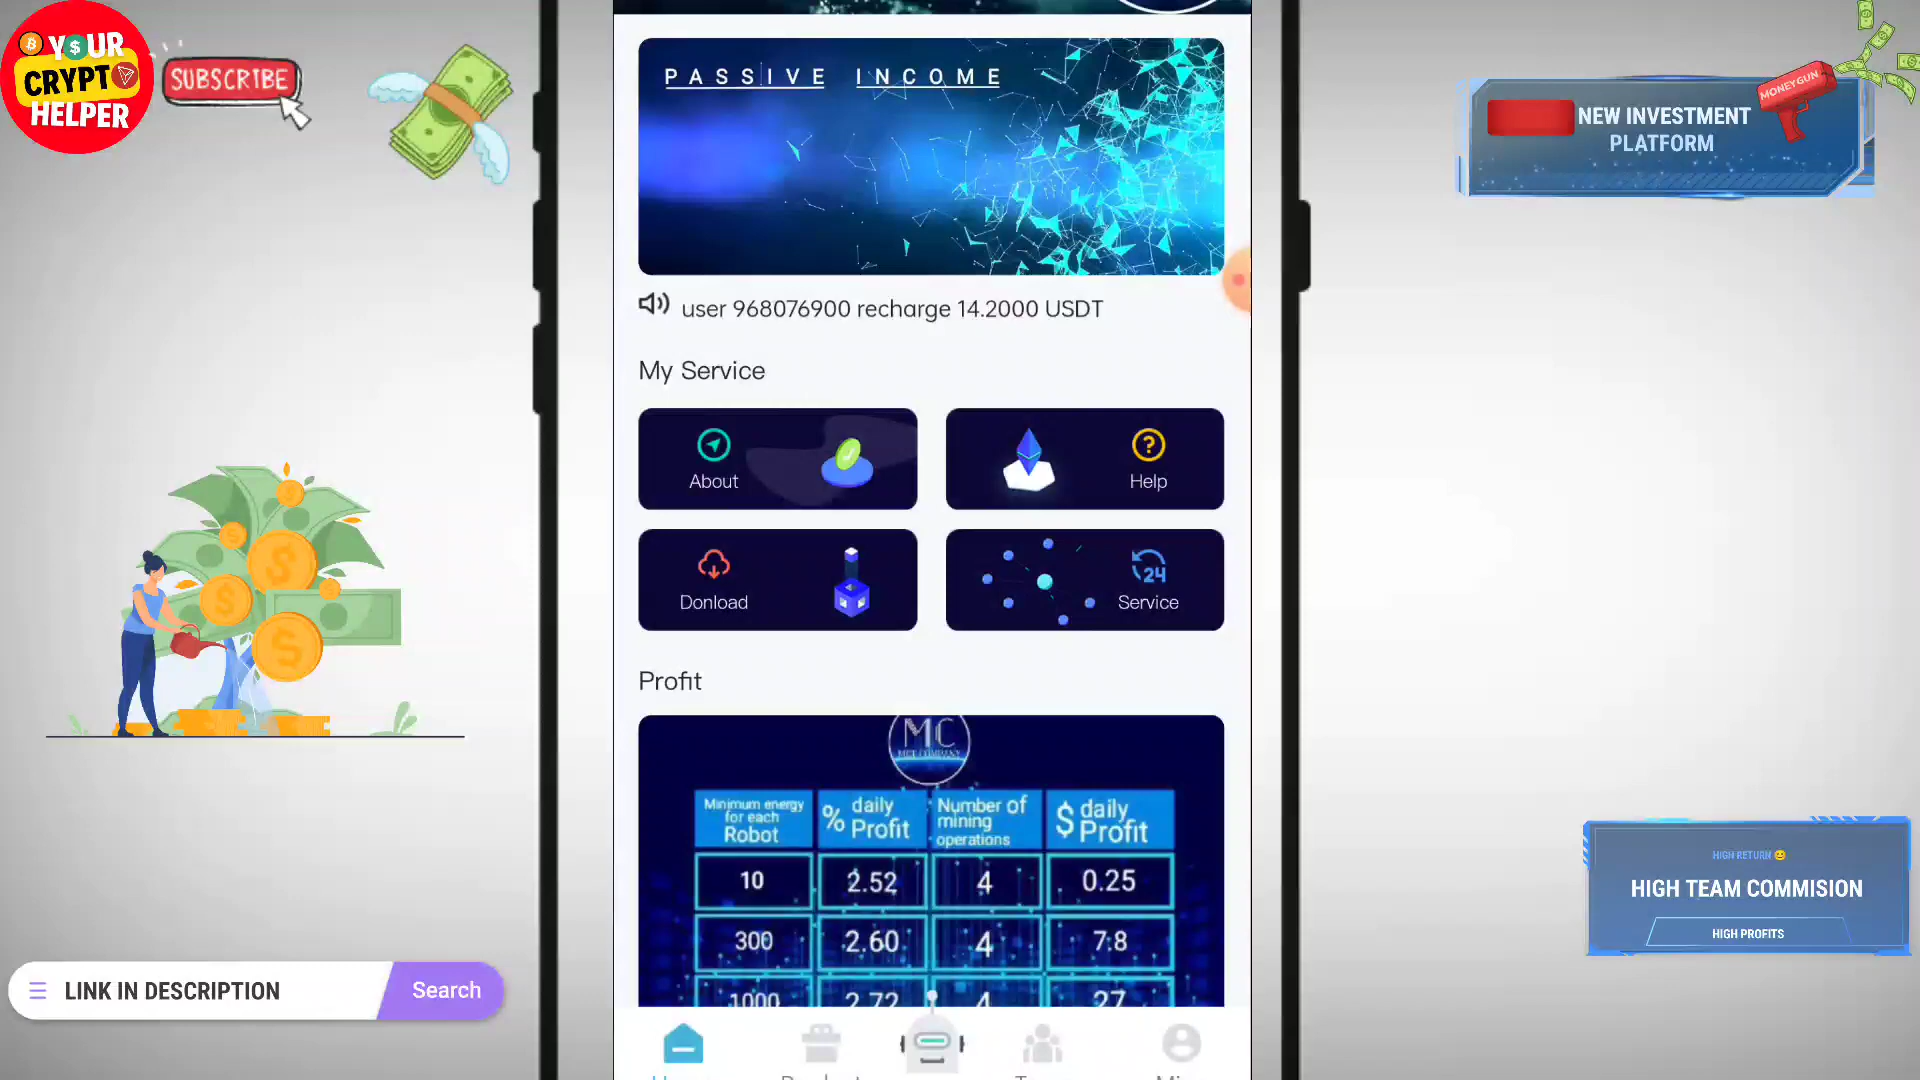 YOUR
CRYPTO
HELPER
SUBSCRIBE
PASSIVE INCOME
MONEYGUN
NEW INVESTMENT
PLATFORM
user 968076900 recharge 14.2000 USDT
My Service
About
Help
Donload
24
Service
Profit
MC
Minimum energy
for each
Robot
% daily
Profit
Number of
mining
operations
$ daily
Profit
10 2.52 4 0.25
300 2.60 4 7.8
1000 2.72 4 27
HIGH RETURN 😊
HIGH TEAM COMMISION
HIGH PROFITS
LINK IN DESCRIPTION
Search